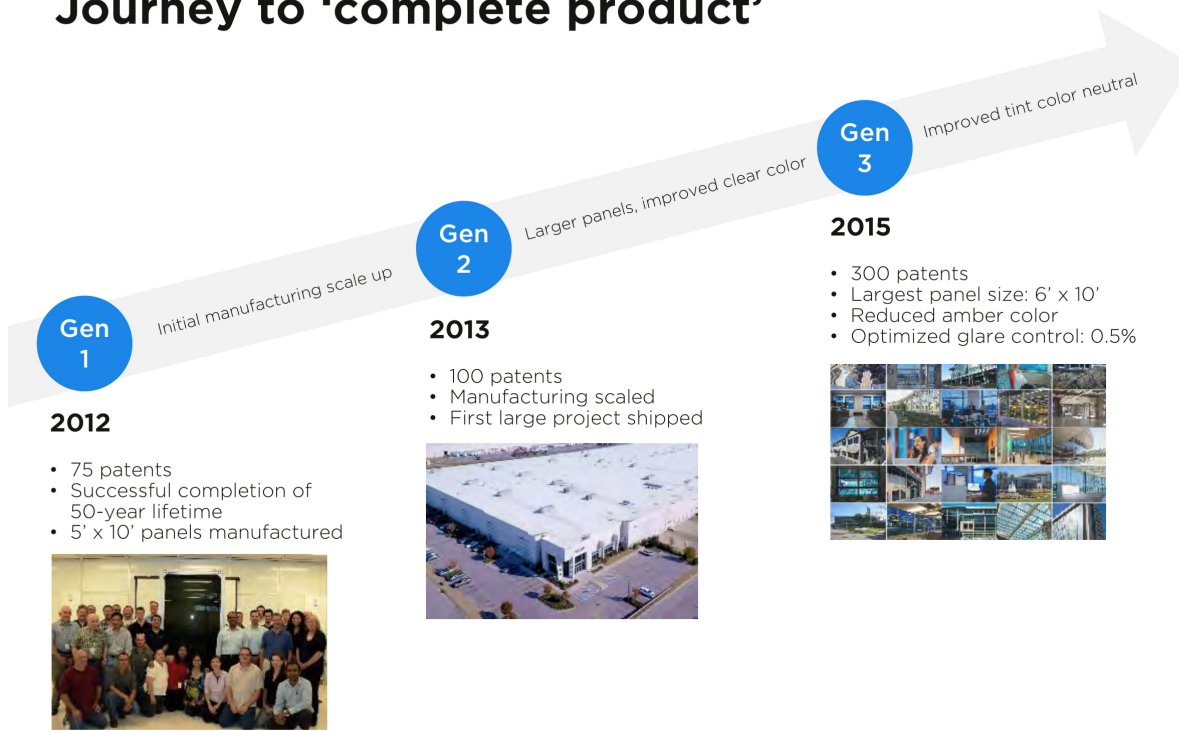 Journey to ‘complete product’
Gen
1
Initial manufacturing scale up
2012
• 75 patents
• Successful completion of
50-year lifetime
• 5’ x 10’ panels manufactured
Gen
2
Larger panels, improved clear color
2013
• 100 patents
• Manufacturing scaled
• First large project shipped
Gen
3
Improved tint color neutral
2015
• 300 patents
• Largest panel size: 6’ x 10’
• Reduced amber color
• Optimized glare control: 0.5%